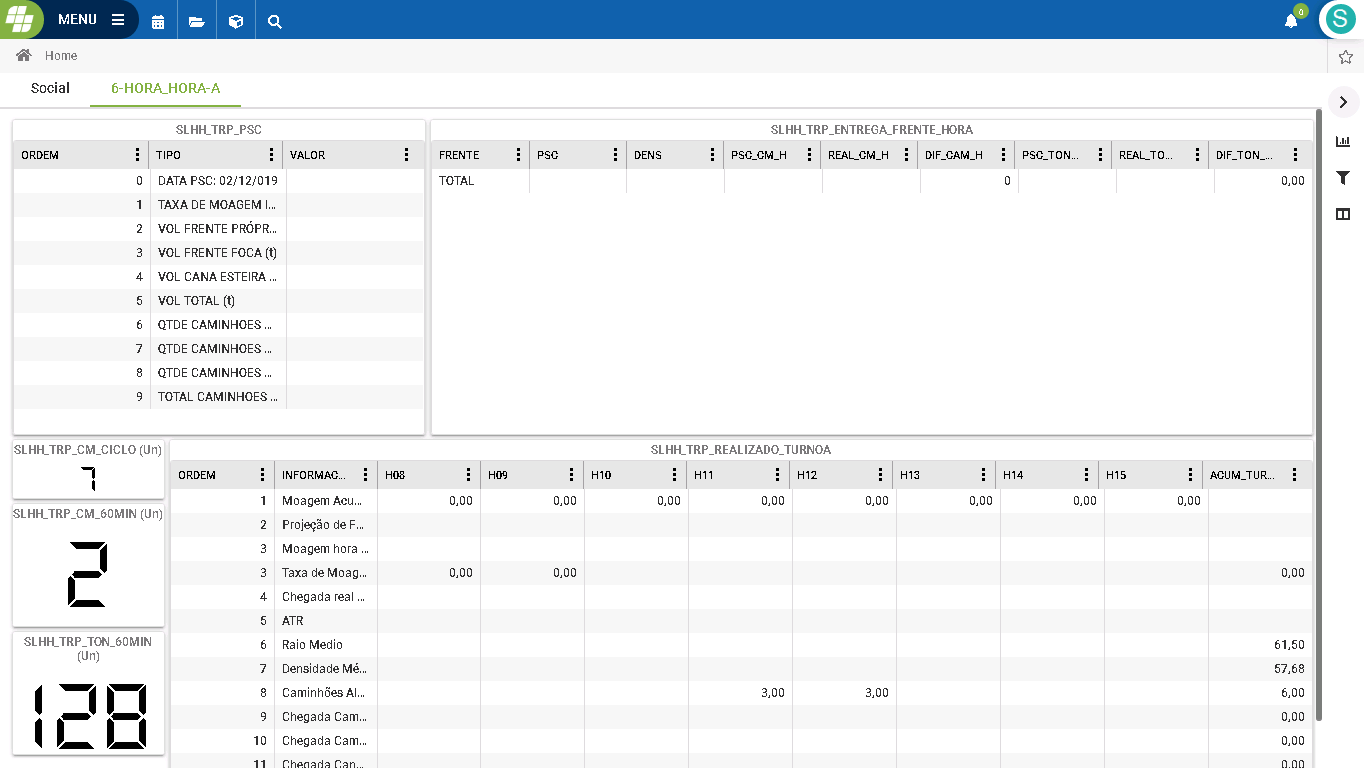 MENU
0
S
Home
Social 6-HORA_HORA-A
SLHH_TRP_PSC
ORDEM TIPO VALOR
0 DATA PSC: 02/12/019
1 TAXA DE MOAGEM I...
2 VOL FRENTE PRÓPR...
3 VOL FRENTE FOCA (t)
4 VOL CANA ESTEIRA ...
5 VOL TOTAL (t)
6 QTDE CAMINHOES ...
7 QTDE CAMINHOES ...
8 QTDE CAMINHOES ...
9 TOTAL CAMINHOES ...
SLHH_TRP_ENTREGA_FRENTE_HORA
FRENTE PSC DENS PSC_CM_H REAL_CM_H DIF_CAM_H PSC_TON... REAL_TO... DIF_TON_...
TOTAL 0 0,00
SLHH_TRP_CM_CICLO (Un)
7
SLHH_TRP_CM_60MIN (Un)
2
SLHH_TRP_TON_60MIN
(Un)
128
SLHH_TRP_REALIZADO_TURNOA
ORDEM INFORMAC... H08 H09 H10 H11 H12 H13 H14 H15 ACUM_TUR...
1 Moagem Acu... 0,00 0,00 0,00 0,00 0,00 0,00 0,00 0,00
2 Projeção de F...
3 Moagem hora ...
3 Taxa de Moag... 0,00 0,00 0,00
4 Chegada real ...
5 ATR
6 Raio Medio 61,50
7 Densidade Mé... 57,68
8 Caminhões Al... 3,00 3,00 6,00
9 Chegada Cam... 0,00
10 Chegada Cam... 0,00
11 Chegada Can... 0,00